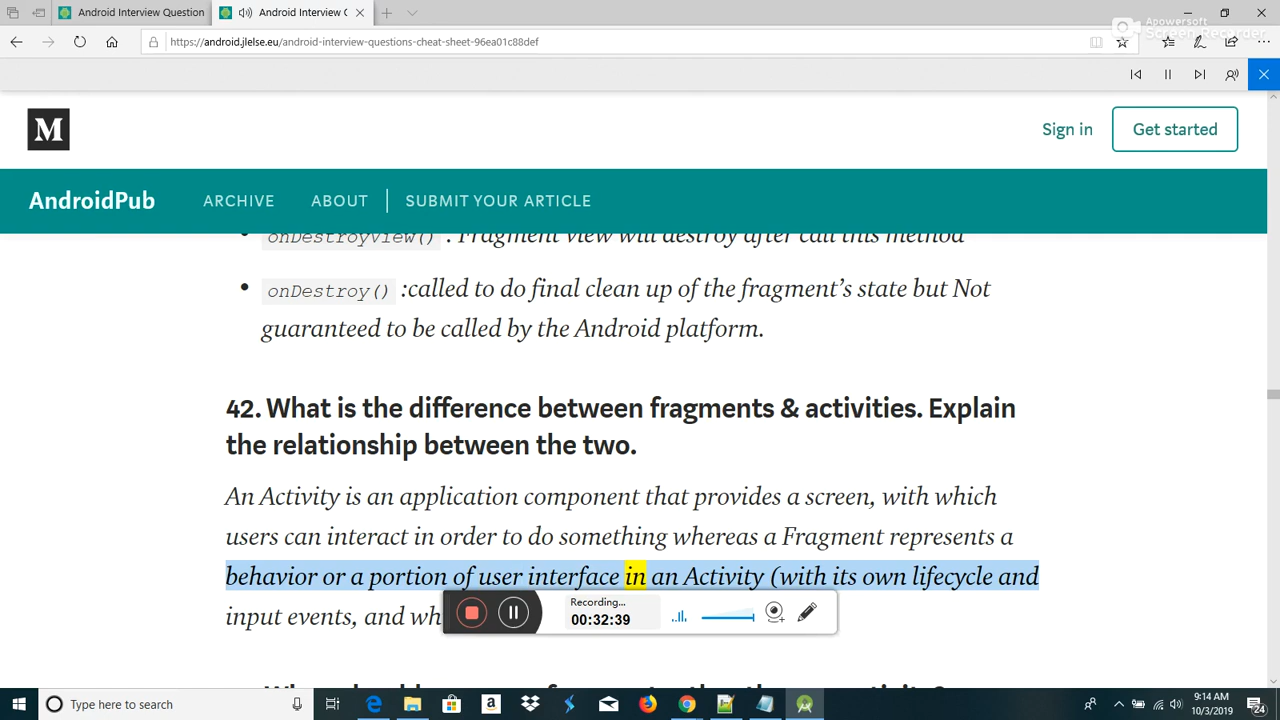 Android Interview Question
Android Interview C
Apowersoft
Screen Recorder
https://android.jlelse.eu/android-interview-questions-cheat-sheet-96ea01c88def
M
Sign in
Get started
AndroidPub
ARCHIVE
ABOUT
SUBMIT YOUR ARTICLE
onDestroyView() : Fragment view will destroy after call this method
onDestroy() :called to do final clean up of the fragment’s state but Not
guaranteed to be called by the Android platform.
42. What is the difference between fragments & activities. Explain
the relationship between the two.
An Activity is an application component that provides a screen, with which
users can interact in order to do something whereas a Fragment represents a
behavior or a portion of user interface in an Activity (with its own lifecycle and
input events, and wh
Recording...
00:32:39
Type here to search
9:14 AM
10/3/2019
24